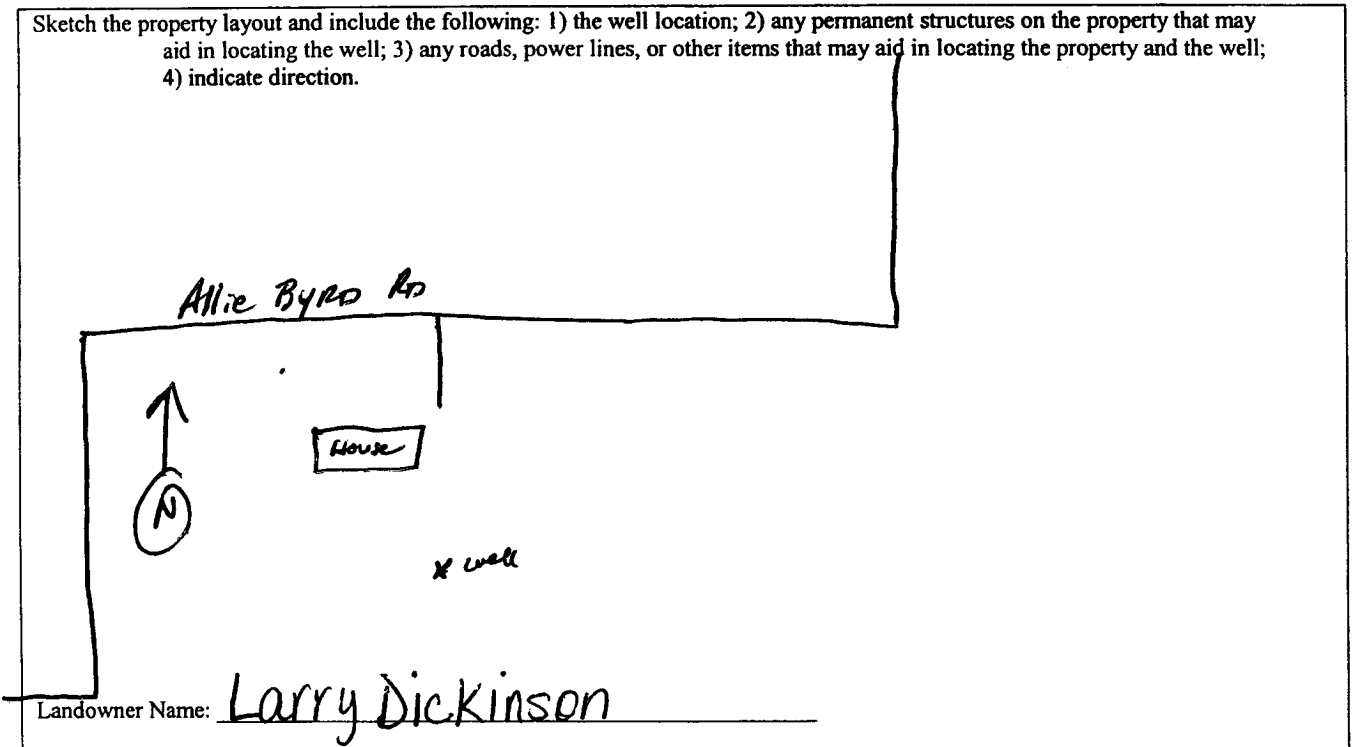 Sketch the property layout and include the following: 1) the well location; 2) any permanent structures on the property that may
aid in locating the well; 3) any roads, power lines, or other items that may aid in locating the property and the well;
4) indicate direction.
Allie Byrd Rd
House
N
x well
Landowner Name: Larry Dickinson